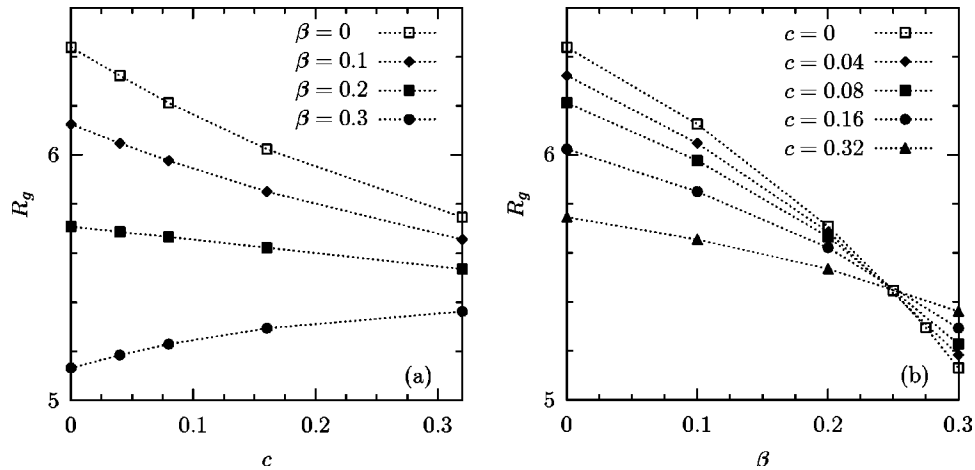 β = 0
β = 0.1
β = 0.2
β = 0.3
6
R_g
5
(a)
0 0.1 0.2 0.3
c
c = 0
c = 0.04
c = 0.08
c = 0.16
c = 0.32
6
R_g
5
(b)
0 0.1 0.2 0.3
β